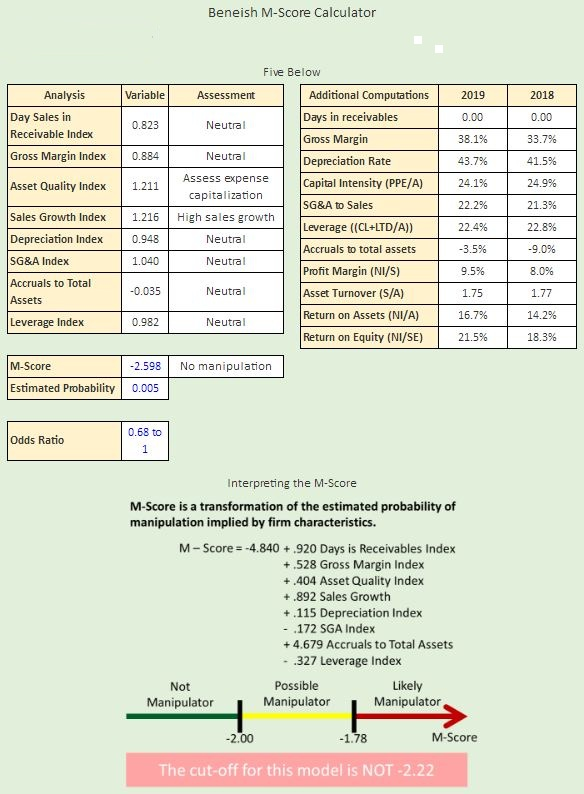 Beneish M-Score Calculator
Five Below
Analysis Variable Assessment
Day Sales in
Receivable Index 0.823 Neutral
Gross Margin Index 0.884 Neutral
Asset Quality Index 1.211 Assess expense
capitalization
Sales Growth Index 1.216 High sales growth
Depreciation Index 0.948 Neutral
SG&A Index 1.040 Neutral
Accruals to Total
Assets -0.035 Neutral
Leverage Index 0.982 Neutral
M-Score -2.598 No manipulation
Estimated Probability 0.005
Odds Ratio 0.68 to
1
Additional Computations 2019 2018
Days in receivables 0.00 0.00
Gross Margin 38.1% 33.7%
Depreciation Rate 43.7% 41.5%
Capital Intensity (PPE/A) 24.1% 24.9%
SG&A to Sales 22.2% 21.3%
Leverage ((CL+LTD/A)) 22.4% 22.8%
Accruals to total assets -3.5% -9.0%
Profit Margin (NI/S) 9.5% 8.0%
Asset Turnover (S/A) 1.75 1.77
Return on Assets (NI/A) 16.7% 14.2%
Return on Equity (NI/SE) 21.5% 18.3%
Interpreting the M-Score
M-Score is a transformation of the estimated probability of
manipulation implied by firm characteristics.
M – Score = -4.840 + .920 Days is Receivables Index
+ .528 Gross Margin Index
+ .404 Asset Quality Index
+ .892 Sales Growth
+ .115 Depreciation Index
- .172 SGA Index
+ 4.679 Accruals to Total Assets
- .327 Leverage Index
Not
Manipulator
Possible
Manipulator
Likely
Manipulator
-2.00 -1.78 M-Score
The cut-off for this model is NOT -2.22